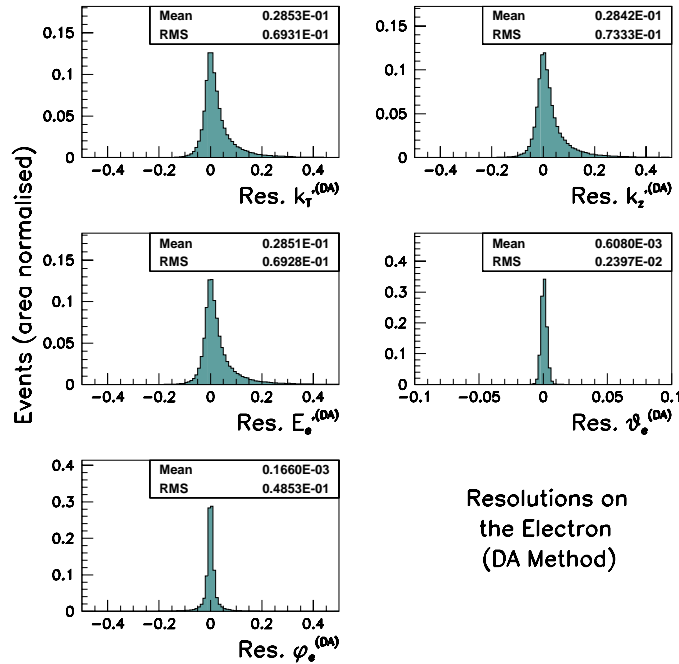 Events (area normalised)
Mean 0.2853E-01
RMS 0.6931E-01
0.15
0.1
0.05
0
−0.4 −0.2 0 0.2 0.4
Res. k_T'^(DA)
Mean 0.2842E-01
RMS 0.7333E-01
0.15
0.1
0.05
0
−0.4 −0.2 0 0.2 0.4
Res. k_z'^(DA)
Mean 0.2851E-01
RMS 0.6928E-01
0.15
0.1
0.05
0
−0.4 −0.2 0 0.2 0.4
Res. E_e'^(DA)
Mean 0.6080E-03
RMS 0.2397E-02
0.4
0.3
0.2
0.1
0
−0.1 −0.05 0 0.05 0.1
Res. ϑ_e^(DA)
Mean 0.1660E-03
RMS 0.4853E-01
0.4
0.3
0.2
0.1
0
−0.4 −0.2 0 0.2 0.4
Res. φ_e^(DA)
Resolutions on
the Electron
(DA Method)